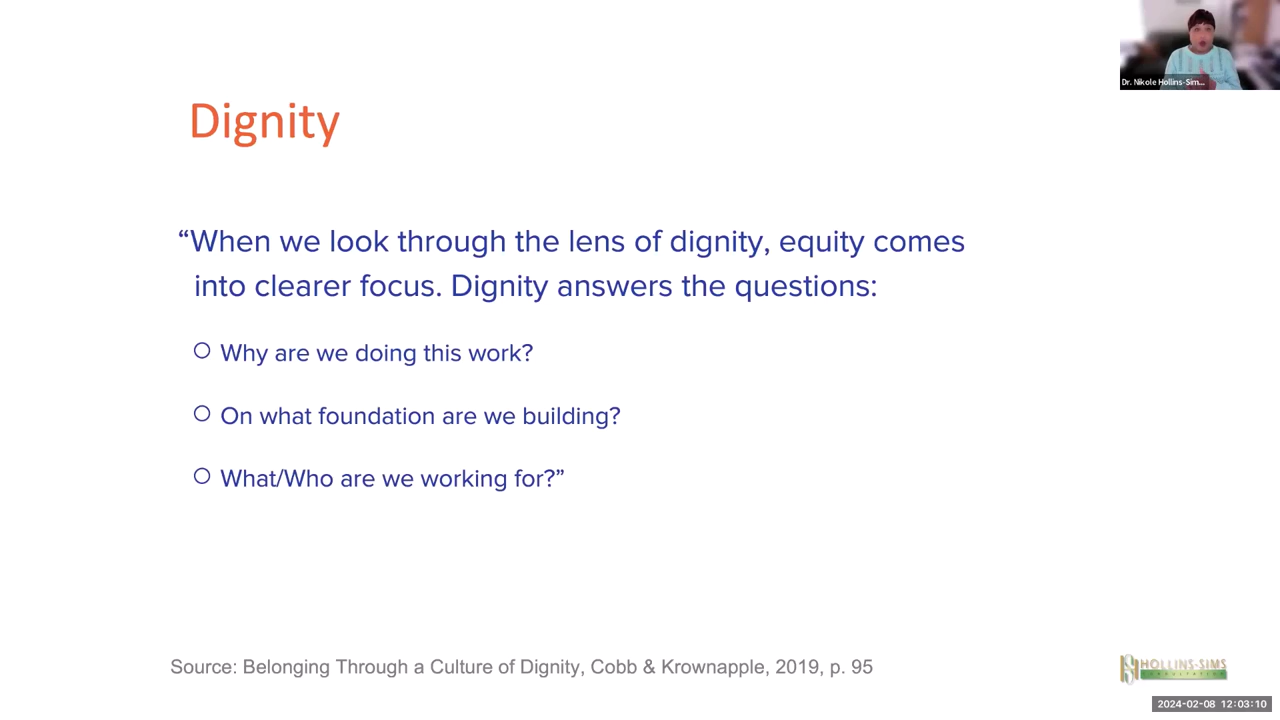 Dr. Nikole Hollins-Sim...
Dignity
“When we look through the lens of dignity, equity comes
into clearer focus. Dignity answers the questions:
Why are we doing this work?
On what foundation are we building?
What/Who are we working for?”
Source: Belonging Through a Culture of Dignity, Cobb & Krownapple, 2019, p. 95
HOLLINS-SIMS
2024-02-08 12:03:10